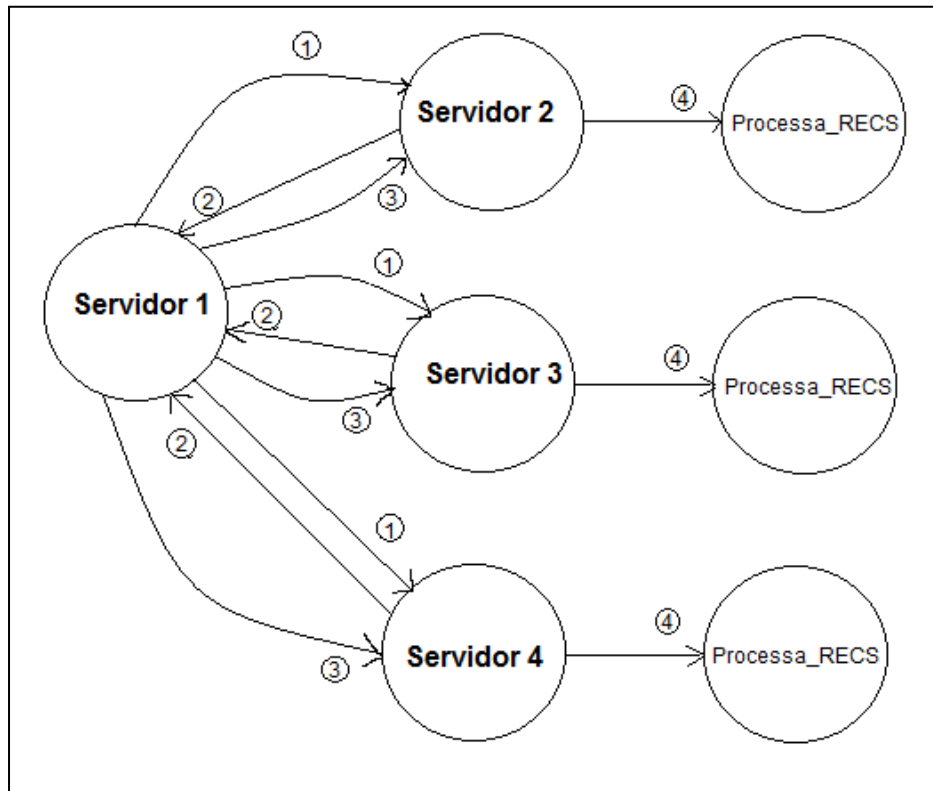 ①
Servidor 2
④
Processa_RECS
②
③
Servidor 1
①
②
Servidor 3
④
Processa_RECS
③
②
①
Servidor 4
④
Processa_RECS
③